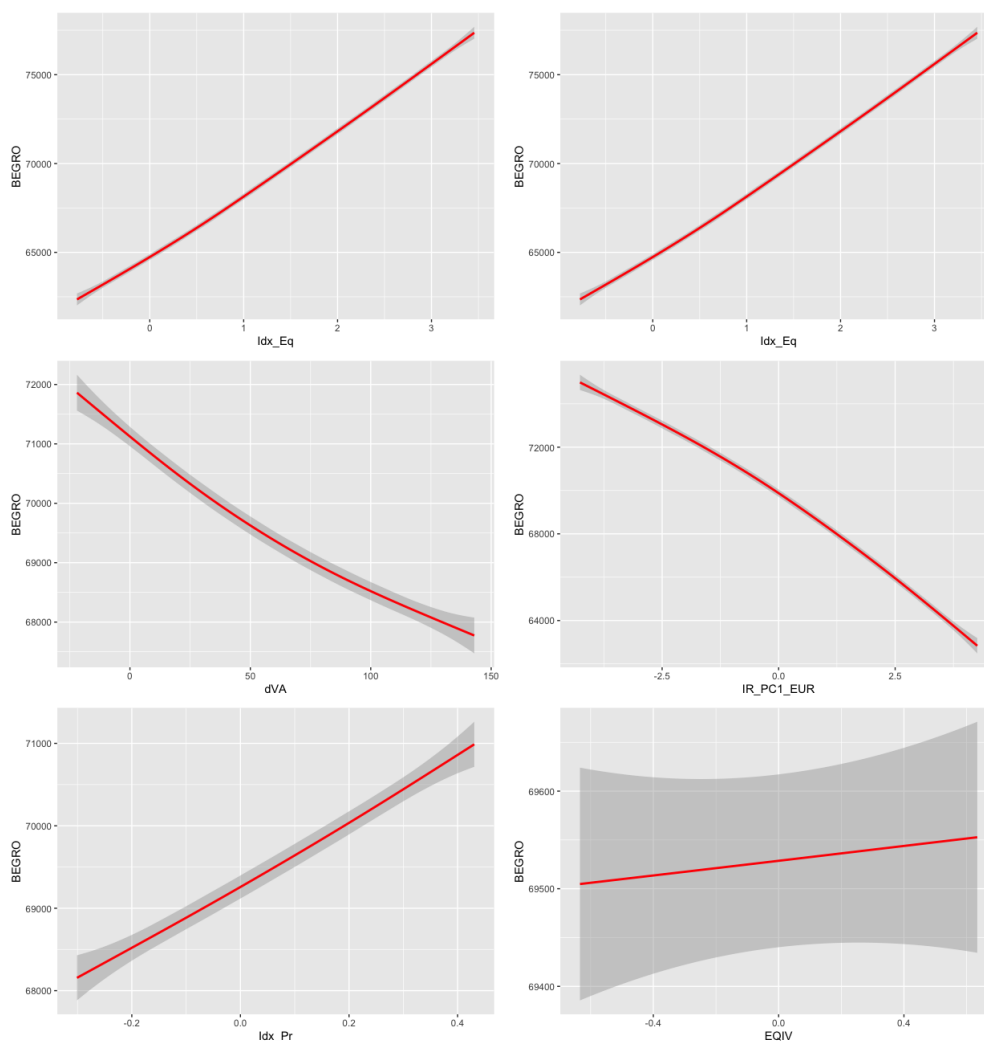 75000
70000
65000
BEGRO
0 1 2 3
Idx_Eq
75000
70000
65000
BEGRO
0 1 2 3
Idx_Eq
72000
71000
70000
69000
68000
BEGRO
0 50 100 150
dVA
72000
68000
64000
BEGRO
-2.5 0.0 2.5
IR_PC1_EUR
71000
70000
69000
68000
BEGRO
-0.2 0.0 0.2 0.4
Idx_Pr
69600
69500
69400
BEGRO
-0.4 0.0 0.4
EQIV